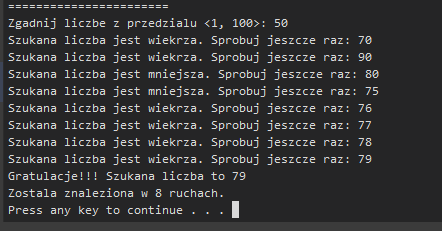 =======================
Zgadnij liczbe z przedzialu <1, 100>: 50
Szukana liczba jest wiekrza. Sprobuj jeszcze raz: 70
Szukana liczba jest wiekrza. Sprobuj jeszcze raz: 90
Szukana liczba jest mniejsza. Sprobuj jeszcze raz: 80
Szukana liczba jest mniejsza. Sprobuj jeszcze raz: 75
Szukana liczba jest wiekrza. Sprobuj jeszcze raz: 76
Szukana liczba jest wiekrza. Sprobuj jeszcze raz: 77
Szukana liczba jest wiekrza. Sprobuj jeszcze raz: 78
Szukana liczba jest wiekrza. Sprobuj jeszcze raz: 79
Gratulacje!!! Szukana liczba to 79
Zostala znaleziona w 8 ruchach.
Press any key to continue . . .